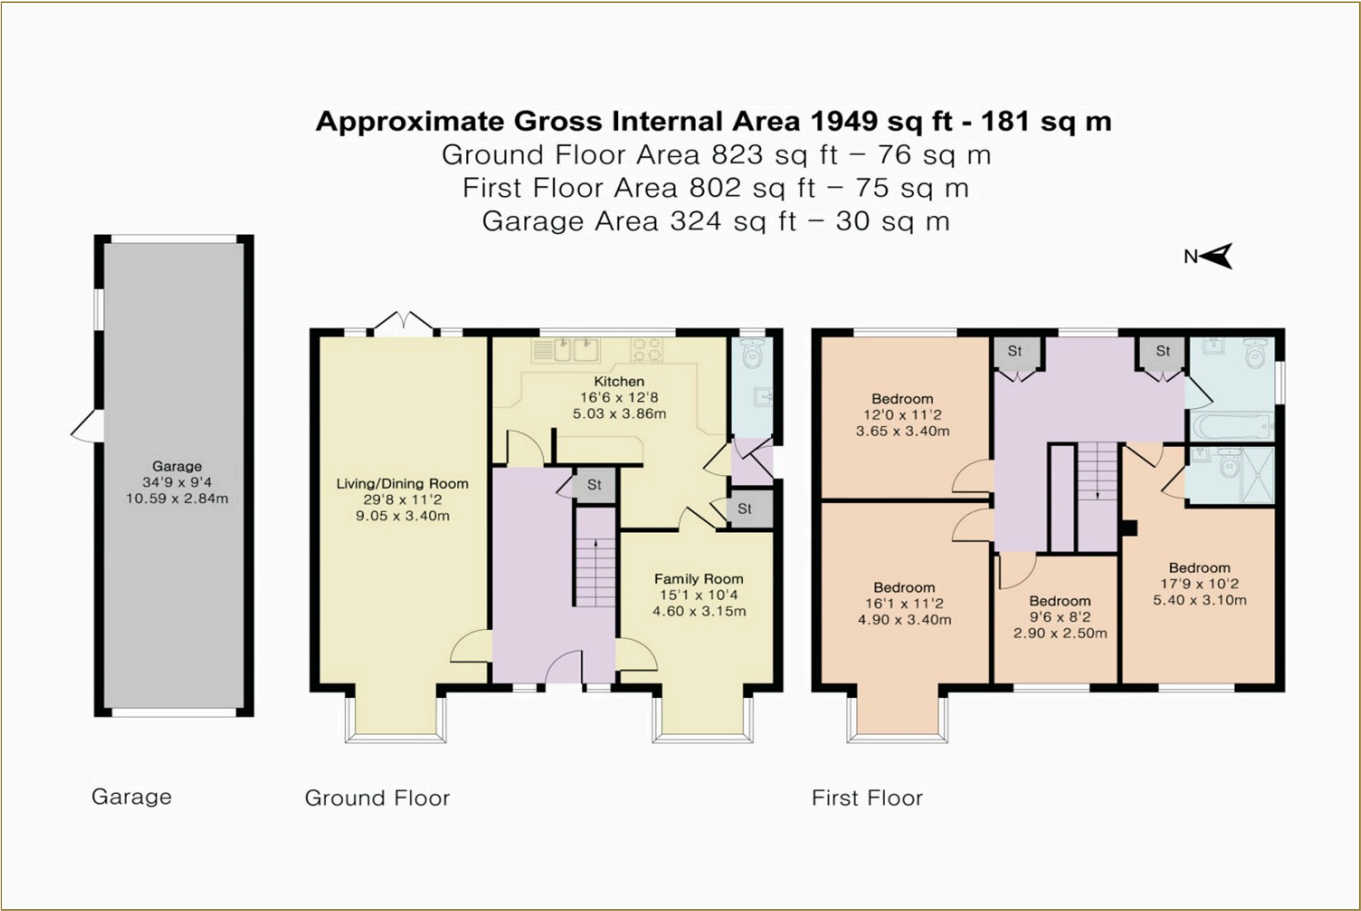 Approximate Gross Internal Area 1949 sq ft - 181 sq m
Ground Floor Area 823 sq ft – 76 sq m
First Floor Area 802 sq ft – 75 sq m
Garage Area 324 sq ft – 30 sq m
N
Garage
34'9 x 9'4
10.59 x 2.84m
Living/Dining Room
29'8 x 11'2
9.05 x 3.40m
Kitchen
16'6 x 12'8
5.03 x 3.86m
St
St
Family Room
15'1 x 10'4
4.60 x 3.15m
St
St
Bedroom
12'0 x 11'2
3.65 x 3.40m
Bedroom
16'1 x 11'2
4.90 x 3.40m
Bedroom
9'6 x 8'2
2.90 x 2.50m
Bedroom
17'9 x 10'2
5.40 x 3.10m
Garage
Ground Floor
First Floor